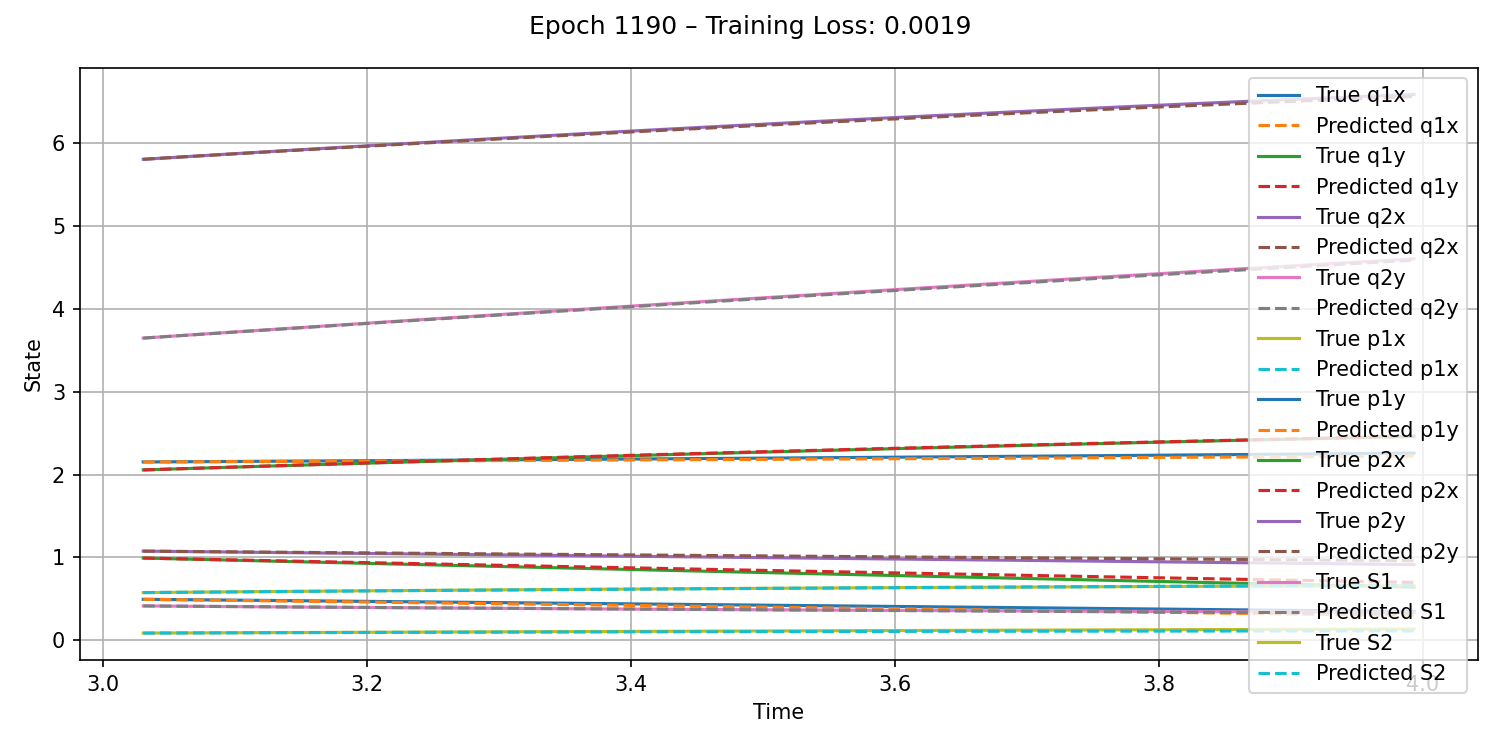 Epoch 1190 – Training Loss: 0.0019
True q1x
Predicted q1x
True q1y
Predicted q1y
True q2x
Predicted q2x
True q2y
Predicted q2y
True p1x
Predicted p1x
True p1y
Predicted p1y
True p2x
Predicted p2x
True p2y
Predicted p2y
True S1
Predicted S1
True S2
Predicted S2
6
5
4
3
2
1
0
State
3.0 3.2 3.4 3.6 3.8 4.0
Time